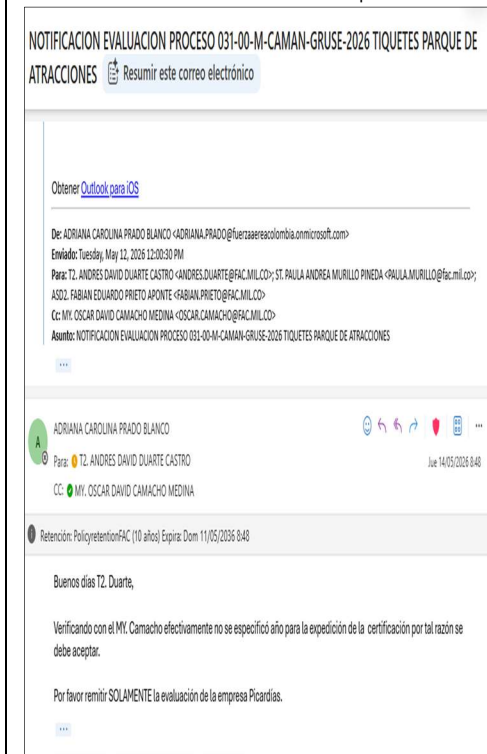 NOTIFICACION EVALUACION PROCESO 031-00-M-CAMAN-GRUSE-2026 TIQUETES PARQUE DE
ATRACCIONES Resumir este correo electrónico
Obtener Outlook para iOS
De: ADRIANA CAROLINA PRADO BLANCO <ADRIANA.PRADO@fuerzaaereacolombia.onmicrosoft.com>
Enviado: Tuesday, May 12, 2026 12:00:30 PM
Para: T2. ANDRES DAVID DUARTE CASTRO <ANDRES.DUARTE@FAC.MIL.CO>; ST. PAULA ANDREA MURILLO PINEDA <PAULA.MURILLO@fac.mil.co>;
ASD2. FABIAN EDUARDO PRIETO APONTE <FABIAN.PRIETO@FAC.MIL.CO>
Cc: MY. OSCAR DAVID CAMACHO MEDINA <OSCAR.CAMACHO@FAC.MIL.CO>
Asunto: NOTIFICACION EVALUACION PROCESO 031-00-M-CAMAN-GRUSE-2026 TIQUETES PARQUE DE ATRACCIONES
...
A
ADRIANA CAROLINA PRADO BLANCO
Para: T2. ANDRES DAVID DUARTE CASTRO
Jue 14/05/2026 8:48
CC: MY. OSCAR DAVID CAMACHO MEDINA
Retención: PolicyretentionFAC (10 años) Expira: Dom 11/05/2036 8:48
Buenos días T2. Duarte,
Verificando con el MY. Camacho efectivamente no se especificó año para la expedición de la certificación por tal razón se
debe aceptar.
Por favor remitir SOLAMENTE la evaluación de la empresa Picardías.
...